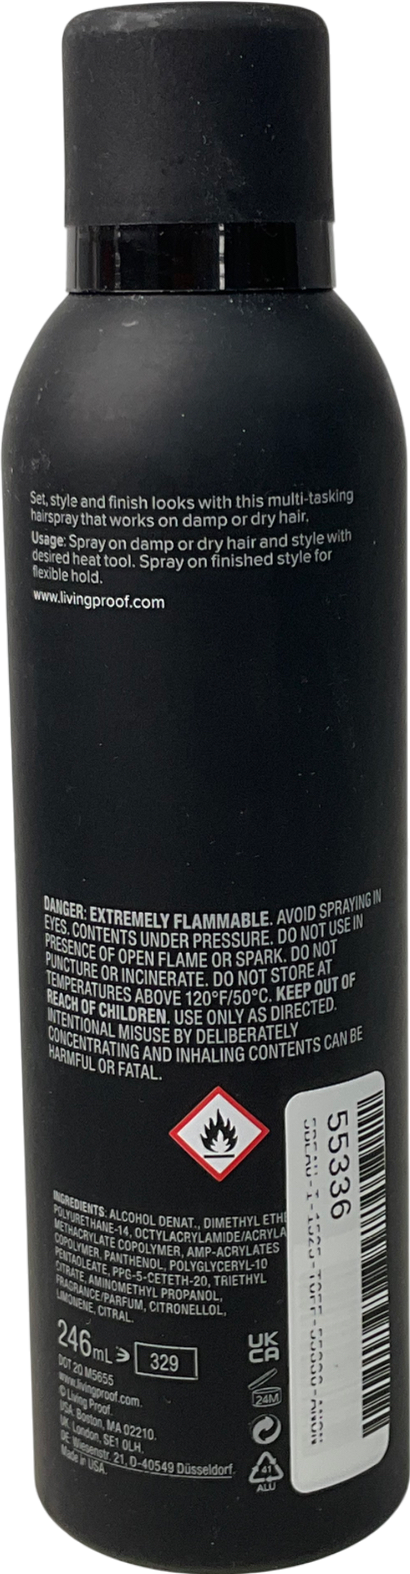 Set, style and finish looks with this multi-tasking
hairspray that works on damp or dry hair.
Usage: Spray on damp or dry hair and style with
desired heat tool. Spray on finished style for
flexible hold.
www.livingproof.com
DANGER: EXTREMELY FLAMMABLE. AVOID SPRAYING IN
EYES. CONTENTS UNDER PRESSURE. DO NOT USE IN
PRESENCE OF OPEN FLAME OR SPARK. DO NOT
PUNCTURE OR INCINERATE. DO NOT STORE AT
TEMPERATURES ABOVE 120°F/50°C. KEEP OUT OF
REACH OF CHILDREN. USE ONLY AS DIRECTED.
INTENTIONAL MISUSE BY DELIBERATELY
CONCENTRATING AND INHALING CONTENTS CAN BE
HARMFUL OR FATAL.
INGREDIENTS: ALCOHOL DENAT., DIMETHYL ETHE
POLYURETHANE-14, OCTYLACRYLAMIDE/ACRYLA
METHACRYLATE COPOLYMER, AMP-ACRYLATES
COPOLYMER, PANTHENOL, POLYGLYCERYL-10
PENTAOLEATE, PPG-5-CETETH-20, TRIETHYL
CITRATE, AMINOMETHYL PROPANOL,
FRAGRANCE/PARFUM, CITRONELLOL,
LIMONENE, CITRAL.
246mL 329
DOT 2Q M5655
www.livingproof.com.
© Living Proof
USA: Boston, MA 02210.
UK: London, SE1 0LH.
DE: Wiesenstr. 21, D-40549 Düsseldorf.
Made in USA.
UK
CA
24M
41
ALU
55336